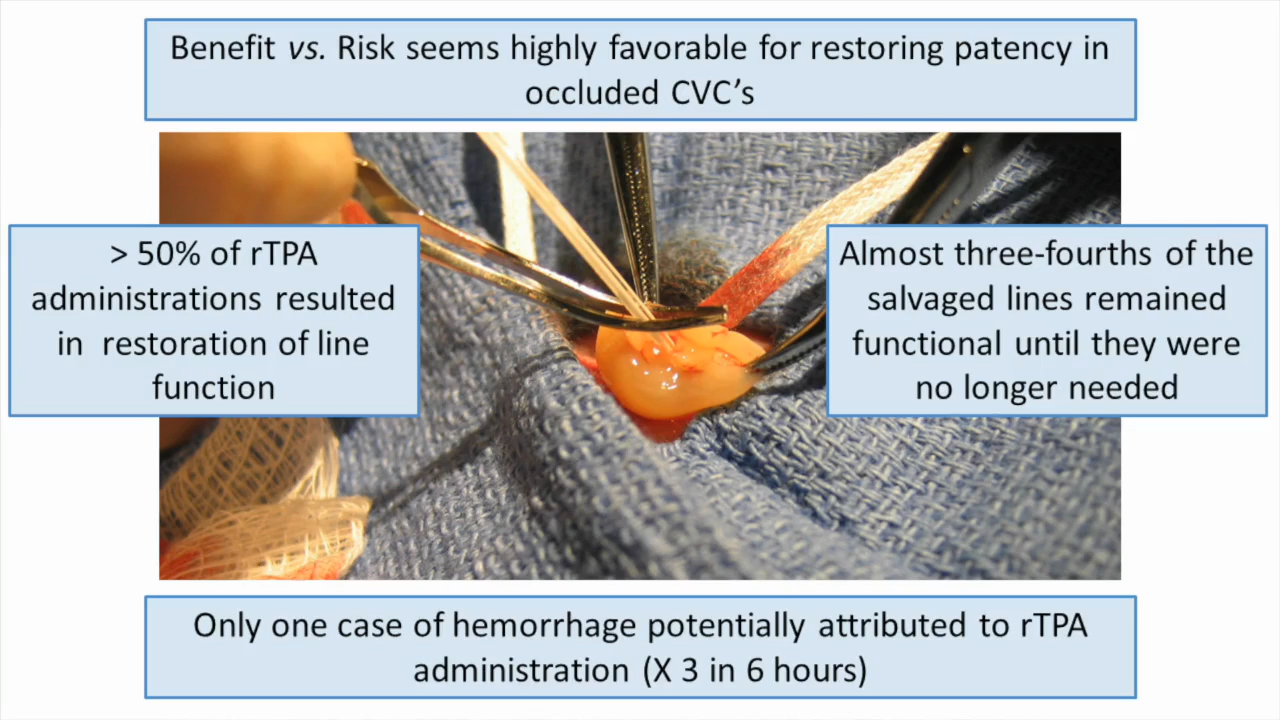 Benefit vs. Risk seems highly favorable for restoring patency in
occluded CVC’s
> 50% of rTPA
administrations resulted
in restoration of line
function
Almost three-fourths of the
salvaged lines remained
functional until they were
no longer needed
Only one case of hemorrhage potentially attributed to rTPA
administration (X 3 in 6 hours)